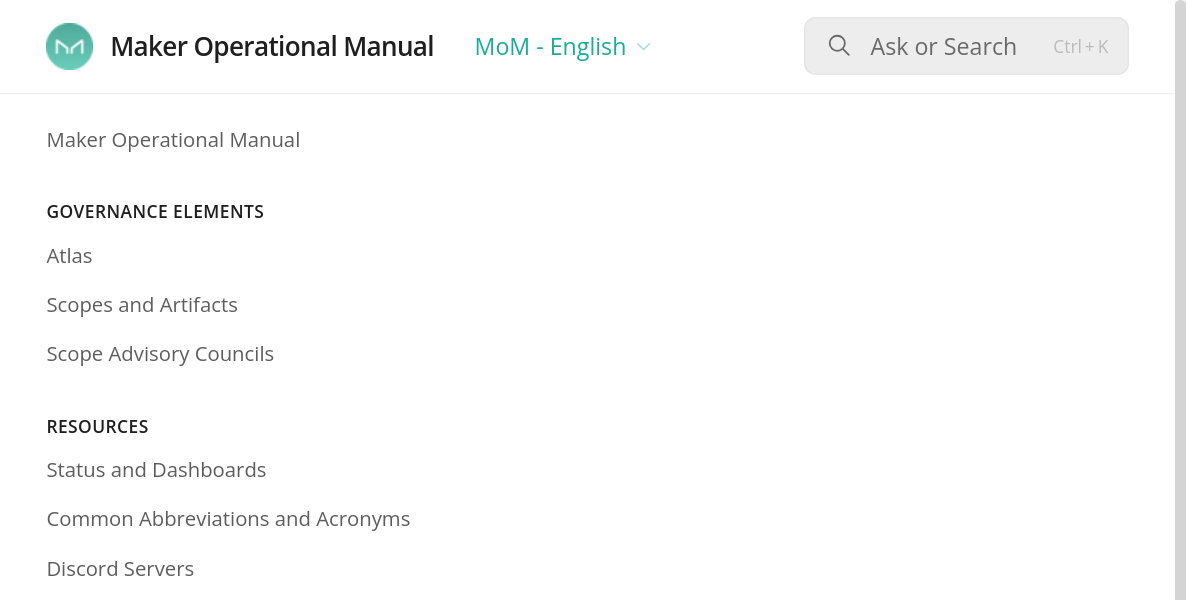 Maker Operational Manual
MoM - English
Ask or Search
Ctrl + K
Maker Operational Manual
GOVERNANCE ELEMENTS
Atlas
Scopes and Artifacts
Scope Advisory Councils
RESOURCES
Status and Dashboards
Common Abbreviations and Acronyms
Discord Servers